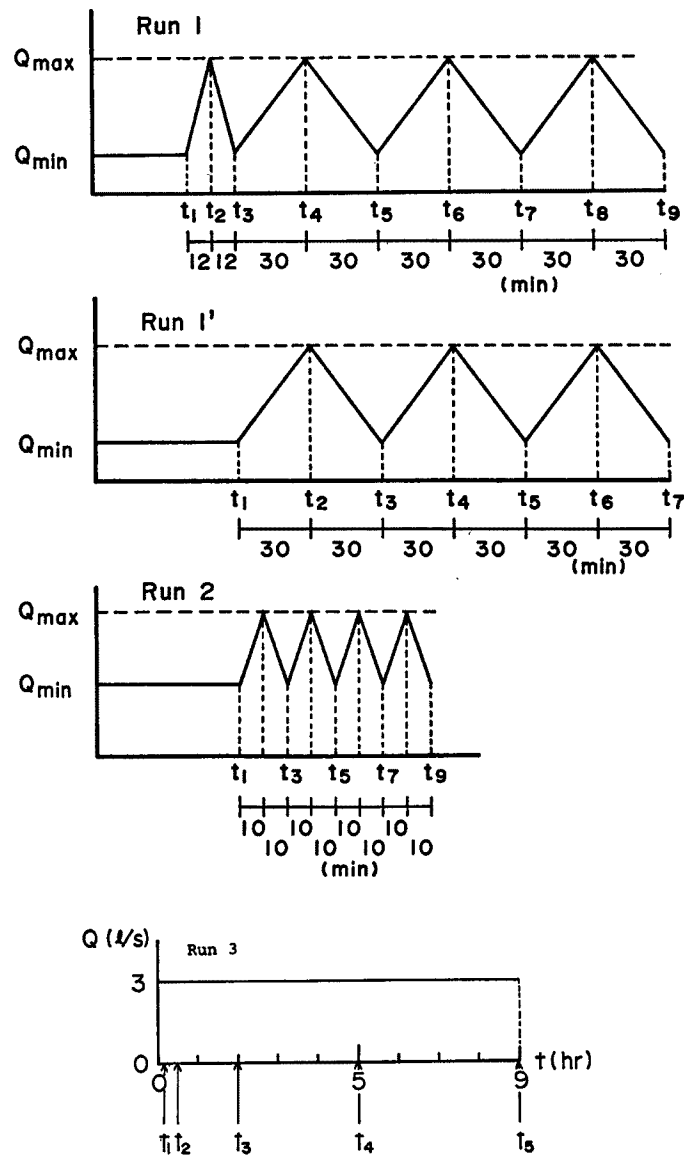 Run 1
Qmax
Qmin
t1 t2 t3 t4 t5 t6 t7 t8 t9
12 12 30 30 30 30 30 30
(min)
Run 1'
Qmax
Qmin
t1 t2 t3 t4 t5 t6 t7
30 30 30 30 30 30
(min)
Run 2
Qmax
Qmin
t1 t3 t5 t7 t9
10 10 10 10
10 10 10 10
(min)
Q (l/s)
Run 3
3
0
0 5 9 t (hr)
t1 t2 t3 t4 t5